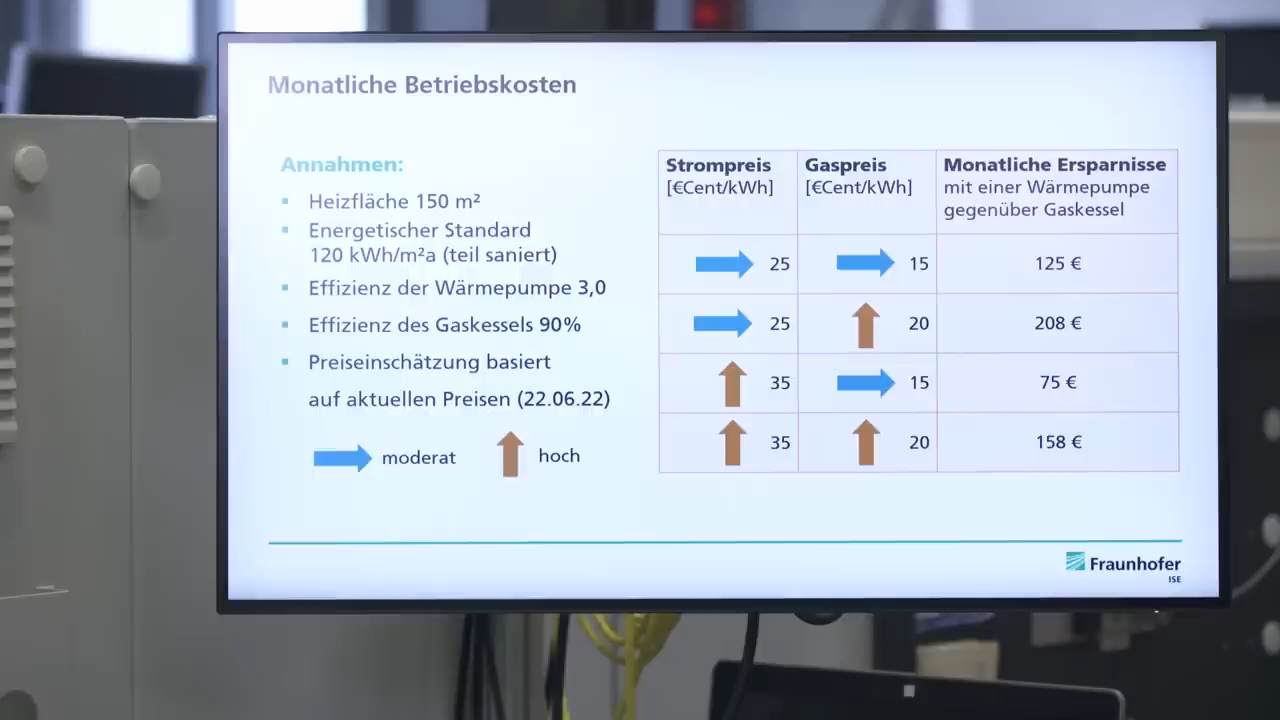 Monatliche Betriebskosten
Annahmen:
Heizfläche 150 m²
Energetischer Standard
120 kWh/m²a (teil saniert)
Effizienz der Wärmepumpe 3,0
Effizienz des Gaskessels 90%
Preiseinschätzung basiert
auf aktuellen Preisen (22.06.22)
moderat hoch
Strompreis Gaspreis Monatliche Ersparnisse
[€Cent/kWh] [€Cent/kWh] mit einer Wärmepumpe
gegenüber Gaskessel
25 15 125 €
25 20 208 €
35 15 75 €
35 20 158 €
Fraunhofer
ISE